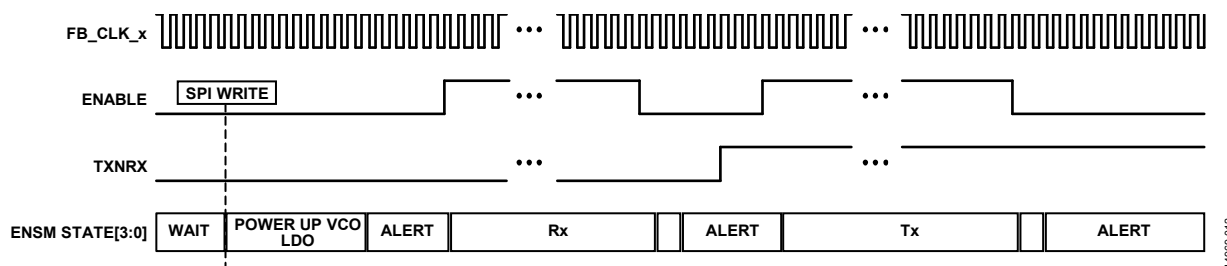 FB_CLK_x
ENABLE
SPI WRITE
TXNRX
ENSM STATE[3:0]
WAIT
POWER UP VCO
LDO
ALERT
Rx
ALERT
Tx
ALERT